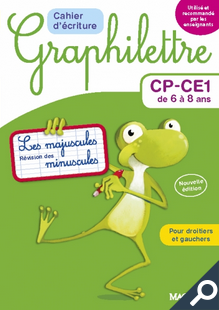 Cahier
d'écriture
Utilisé et
recommandé par
les enseignants
Graphilettre
CP-CE1
de 6 à 8 ans
Les majuscules
Révision des
minuscules
Nouvelle
édition
Pour droitiers
et gauchers